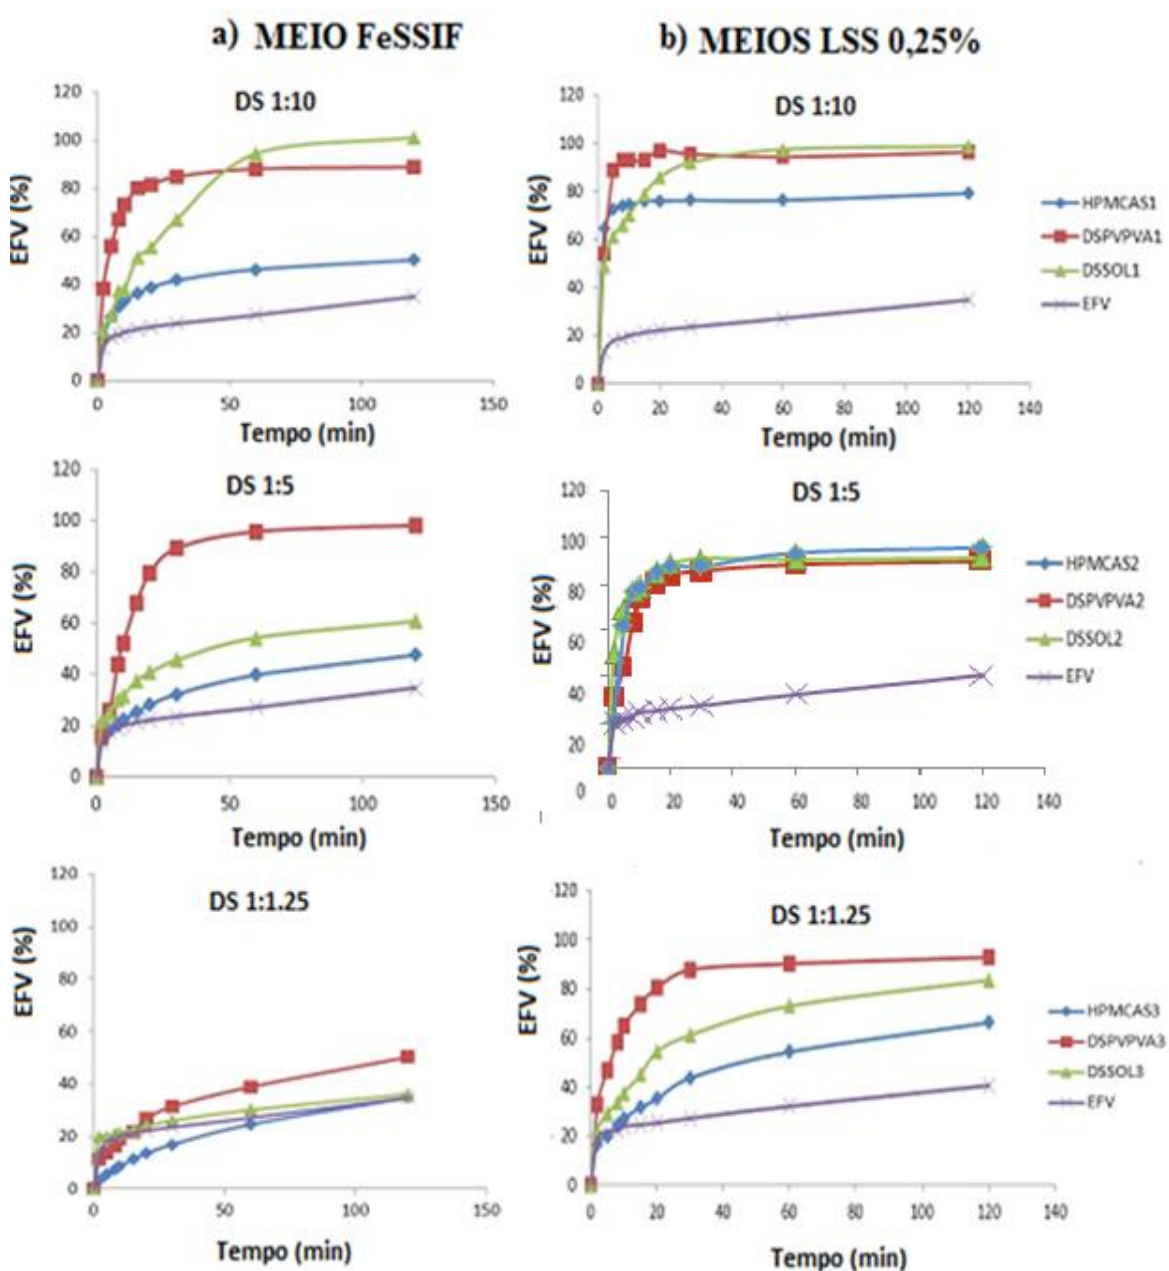 a) MEIO FeSSIF
b) MEIOS LSS 0,25%
DS 1:10
EFV (%)
120
100
80
60
40
20
0
0 50 100 150
Tempo (min)
DS 1:10
EFV (%)
120
100
80
60
40
20
0
0 20 40 60 80 100 120 140
Tempo (min)
HPMCAS1
DSPVPVA1
DSSOL1
EFV
DS 1:5
EFV (%)
120
100
80
60
40
20
0
0 50 100 150
Tempo (min)
DS 1:5
EFV (%)
120
100
80
60
40
20
0
0 20 40 60 80 100 120 140
Tempo (min)
HPMCAS2
DSPVPVA2
DSSOL2
EFV
DS 1:1.25
EFV (%)
120
100
80
60
40
20
0
0 50 100 150
Tempo (min)
DS 1:1.25
EFV (%)
120
100
80
60
40
20
0
0 20 40 60 80 100 120 140
Tempo (min)
HPMCAS3
DSPVPVA3
DSSOL3
EFV